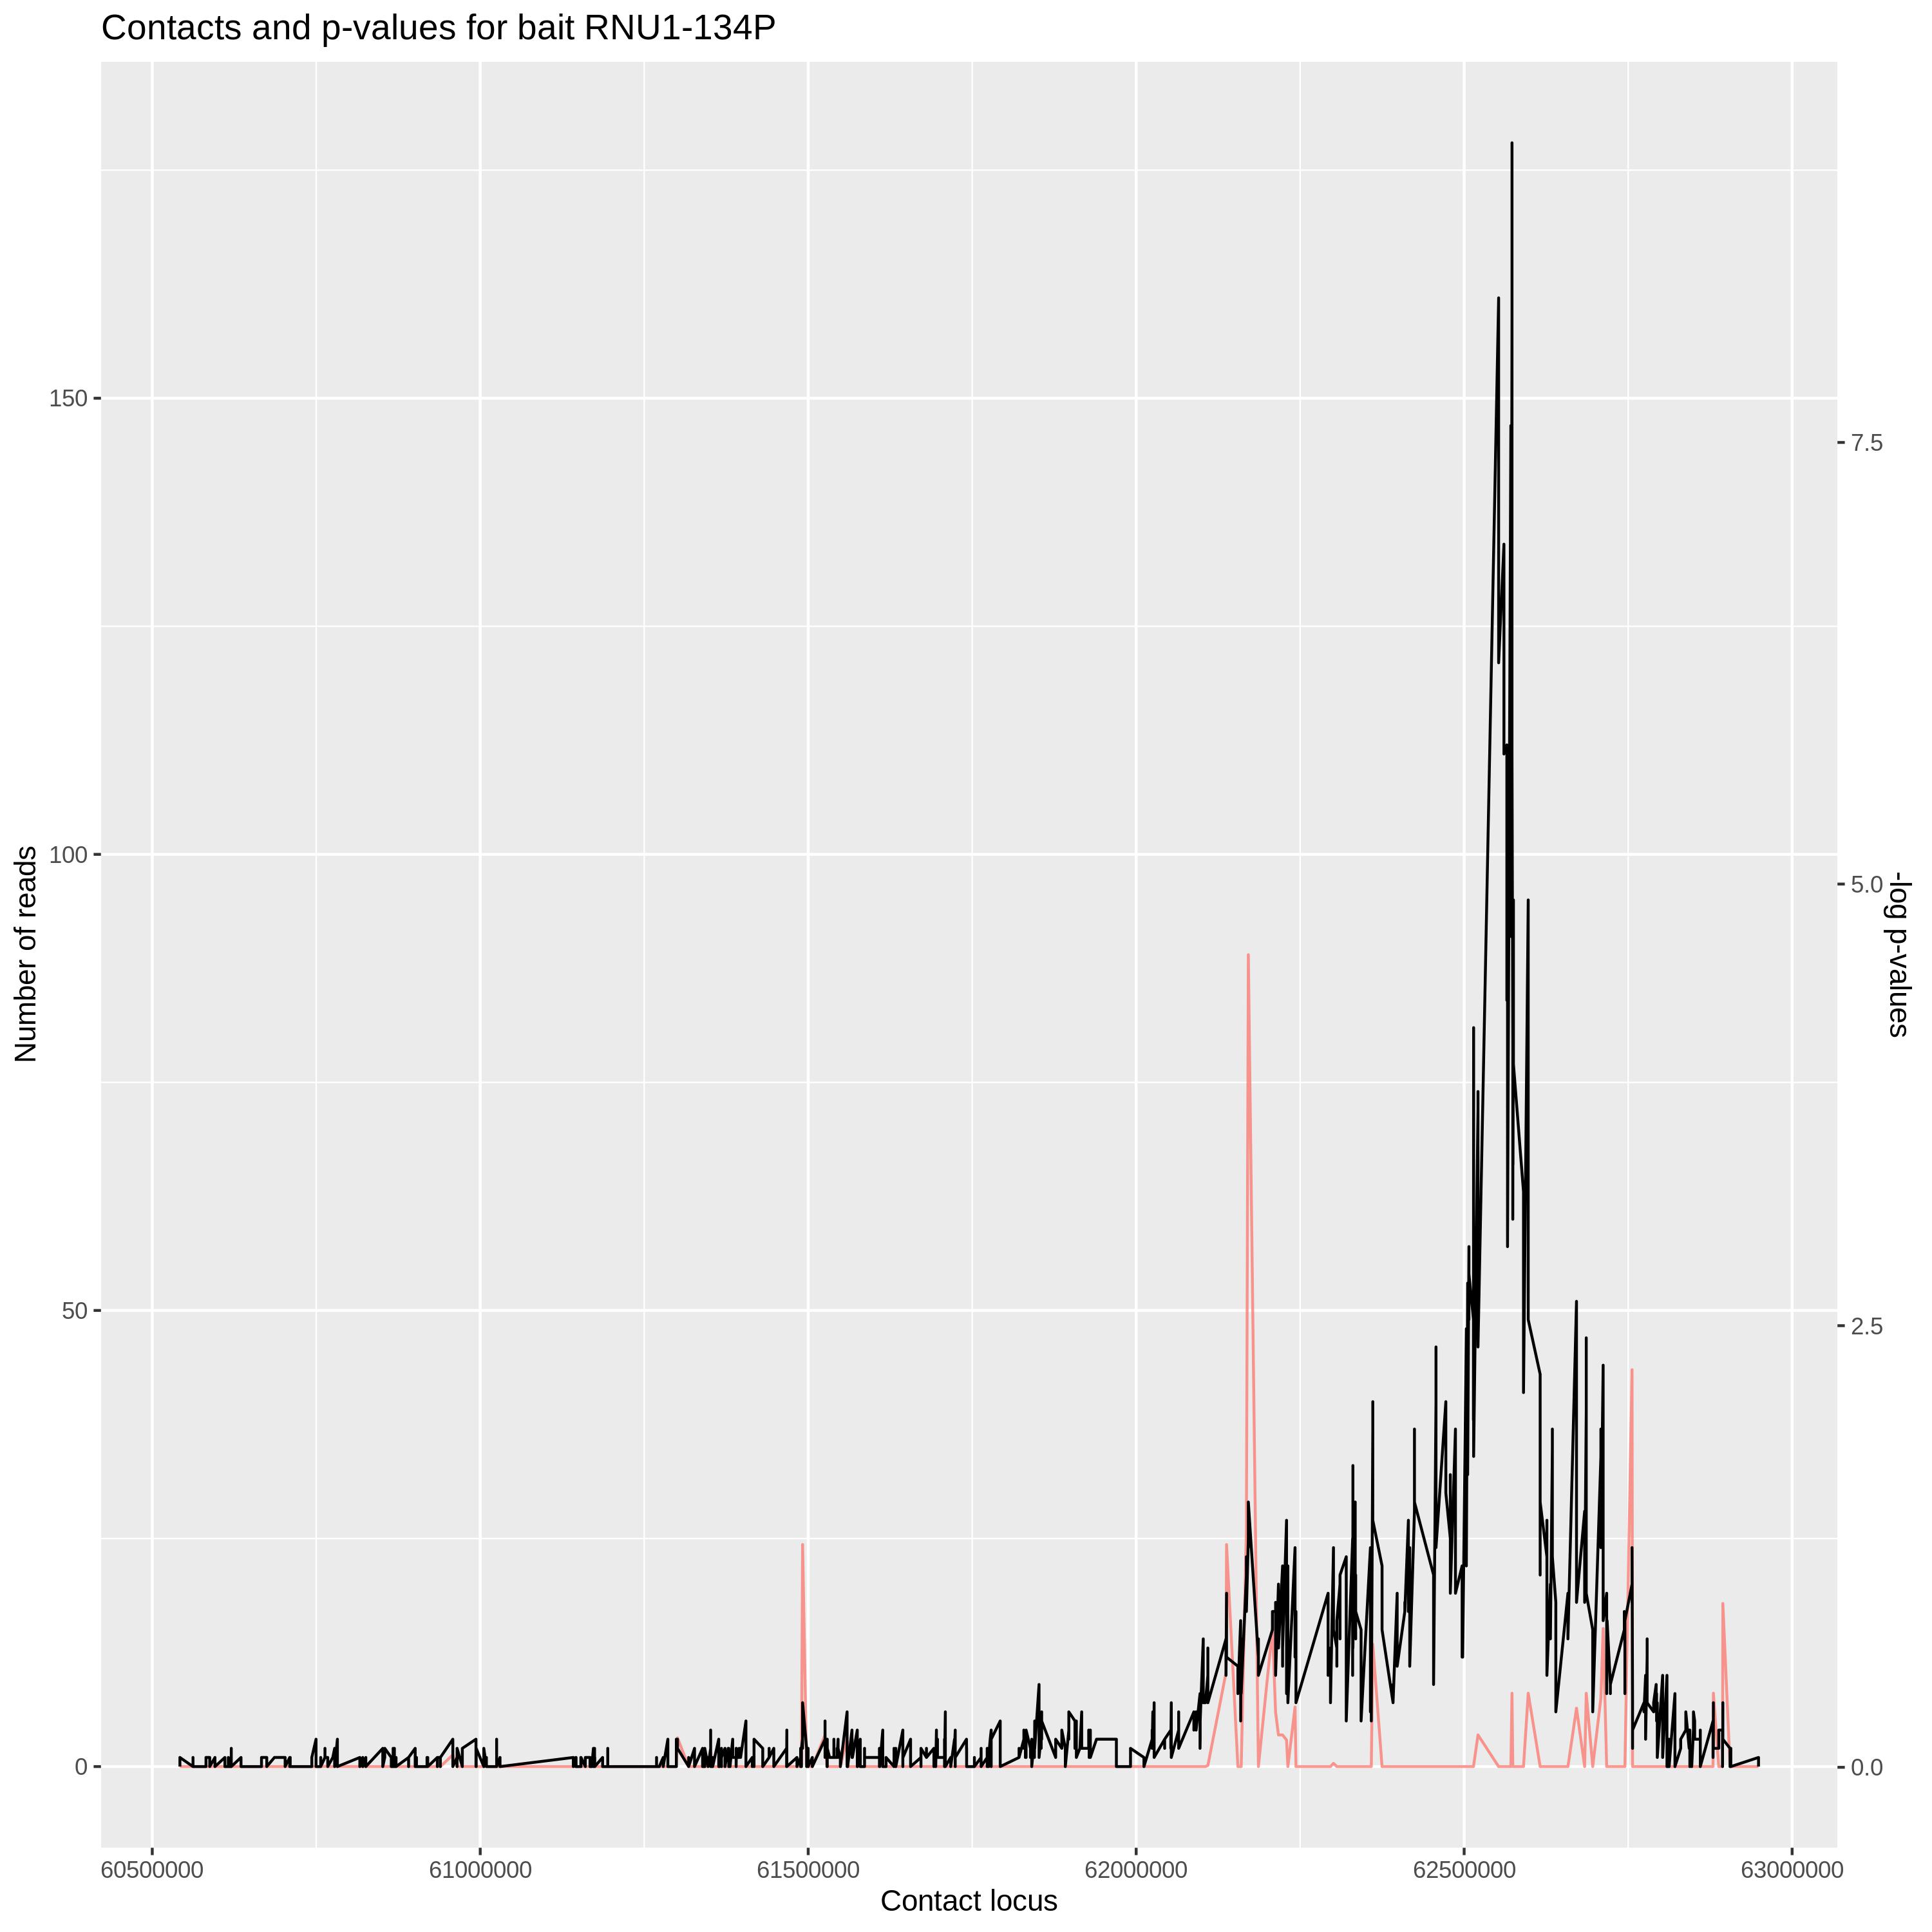 Contacts and p-values for bait RNU1-134P
Number of reads
150
100
50
0
7.5
5.0
2.5
0.0
-log p-values
60500000 61000000 61500000 62000000 62500000 63000000
Contact locus